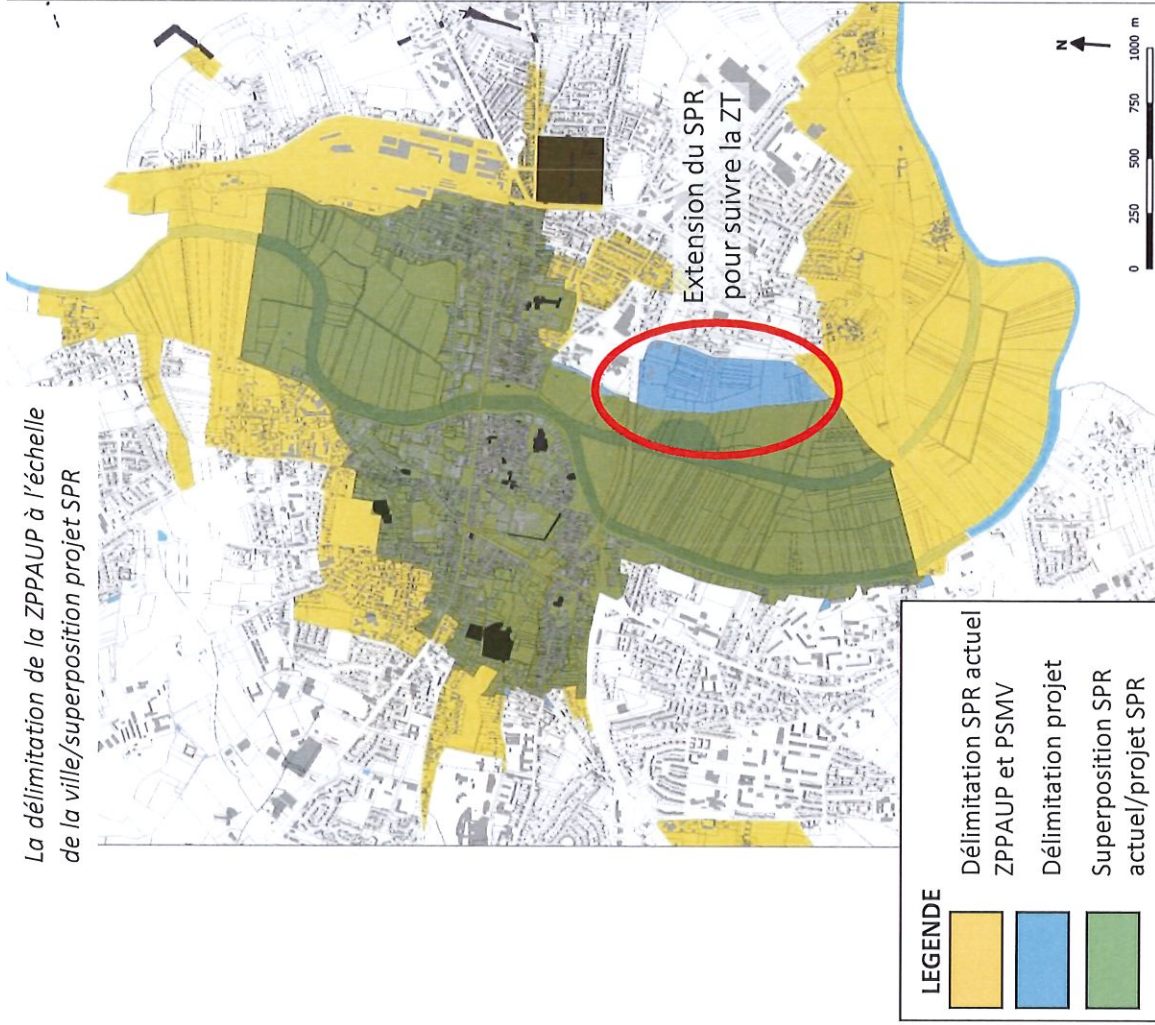 La délimitation de la ZPPAUP à l'échelle
de la ville/superposition projet SPR
Extension du SPR
pour suivre la ZT
N
0 250 500 750 1000 m
LEGENDE
Délimitation SPR actuel
ZPPAUP et PSMV
Délimitation projet
Superposition SPR
actuel/projet SPR